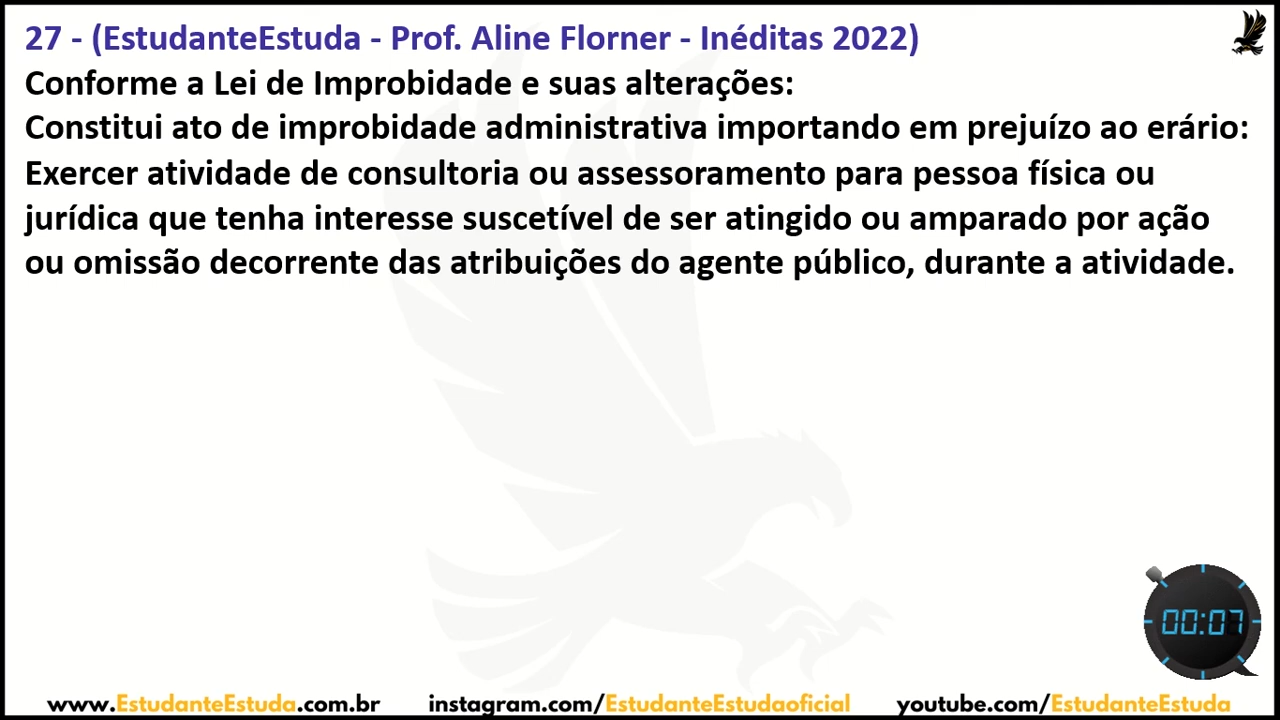 27 - (EstudanteEstuda - Prof. Aline Florner - Inéditas 2022)
Conforme a Lei de Improbidade e suas alterações:
Constitui ato de improbidade administrativa importando em prejuízo ao erário:
Exercer atividade de consultoria ou assessoramento para pessoa física ou
jurídica que tenha interesse suscetível de ser atingido ou amparado por ação
ou omissão decorrente das atribuições do agente público, durante a atividade.
00:07
www.EstudanteEstuda.com.br instagram.com/EstudanteEstudaoficial youtube.com/EstudanteEstuda